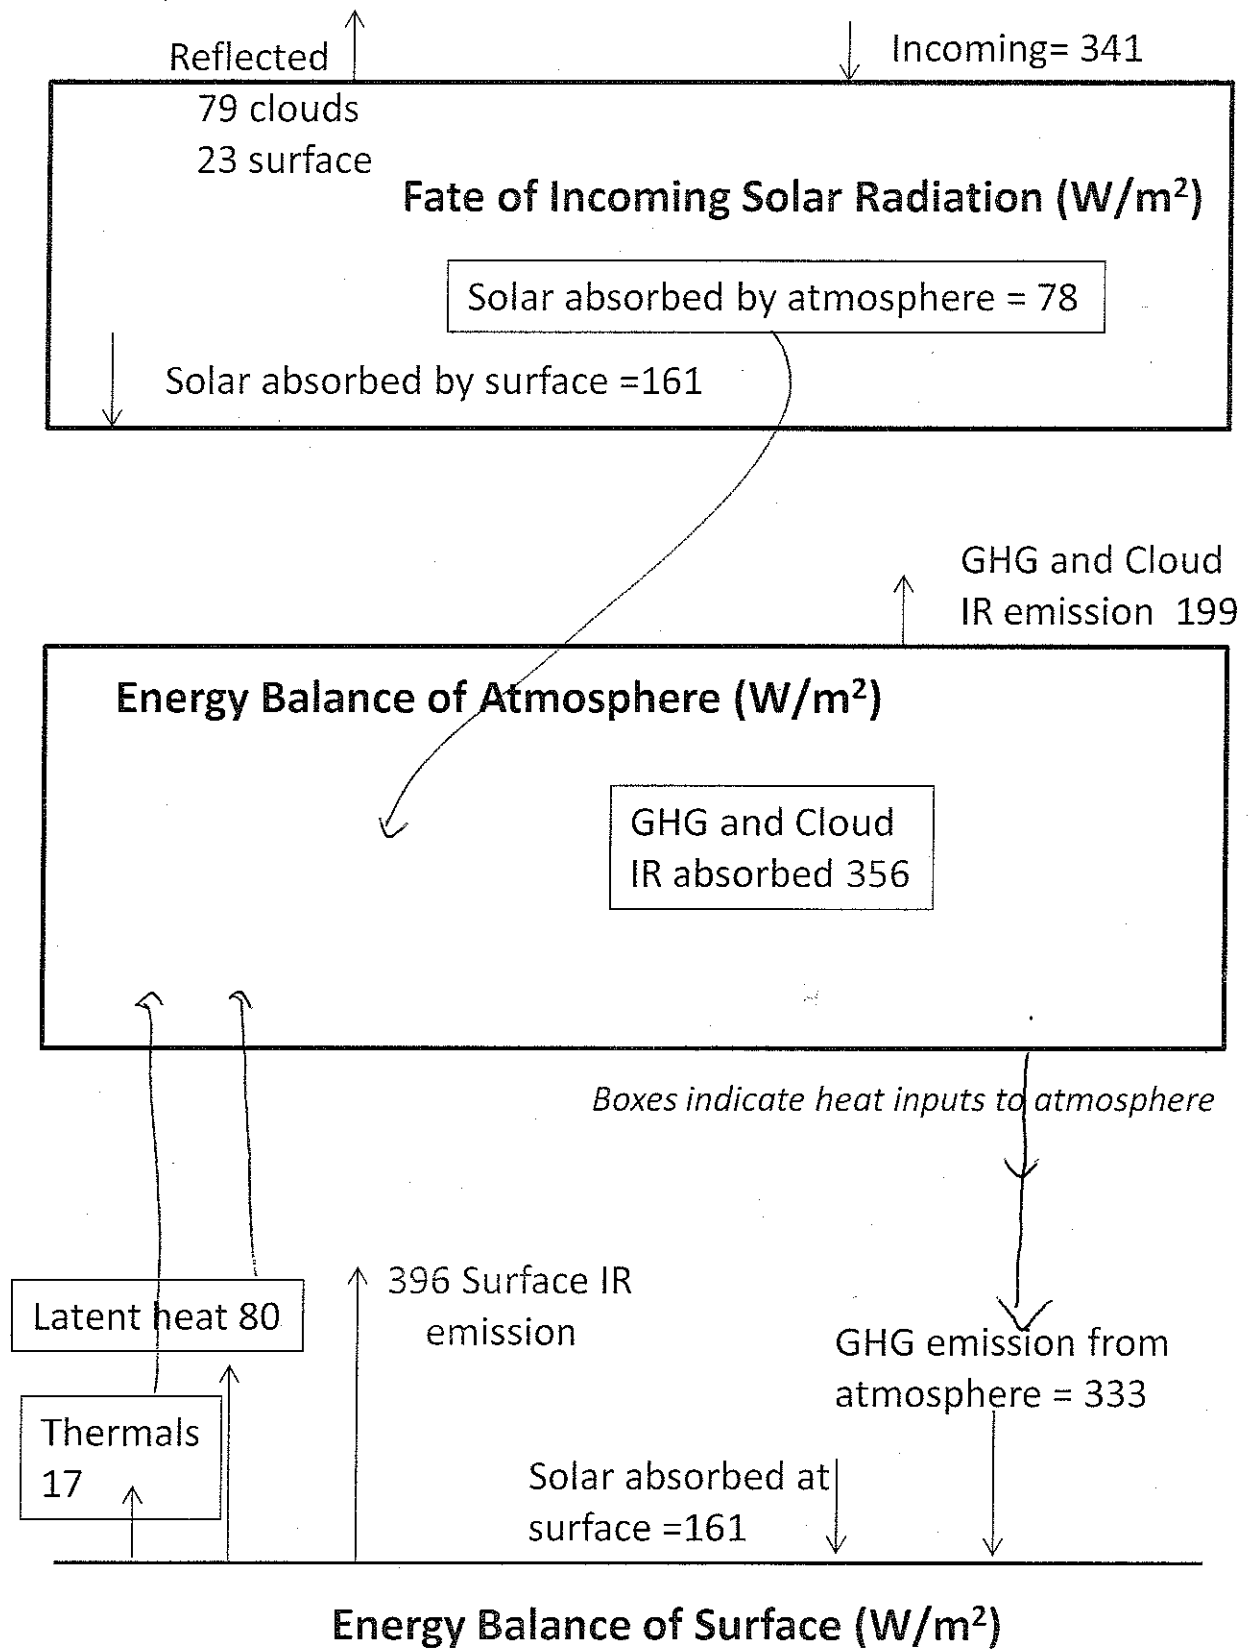 Reflected
79 clouds
23 surface
Incoming= 341
Fate of Incoming Solar Radiation (W/m²)
Solar absorbed by atmosphere = 78
Solar absorbed by surface =161
GHG and Cloud
IR emission 199
Energy Balance of Atmosphere (W/m²)
GHG and Cloud
IR absorbed 356
Boxes indicate heat inputs to atmosphere
Latent heat 80
396 Surface IR
emission
GHG emission from
atmosphere = 333
Thermals
17
Solar absorbed at
surface =161
Energy Balance of Surface (W/m²)